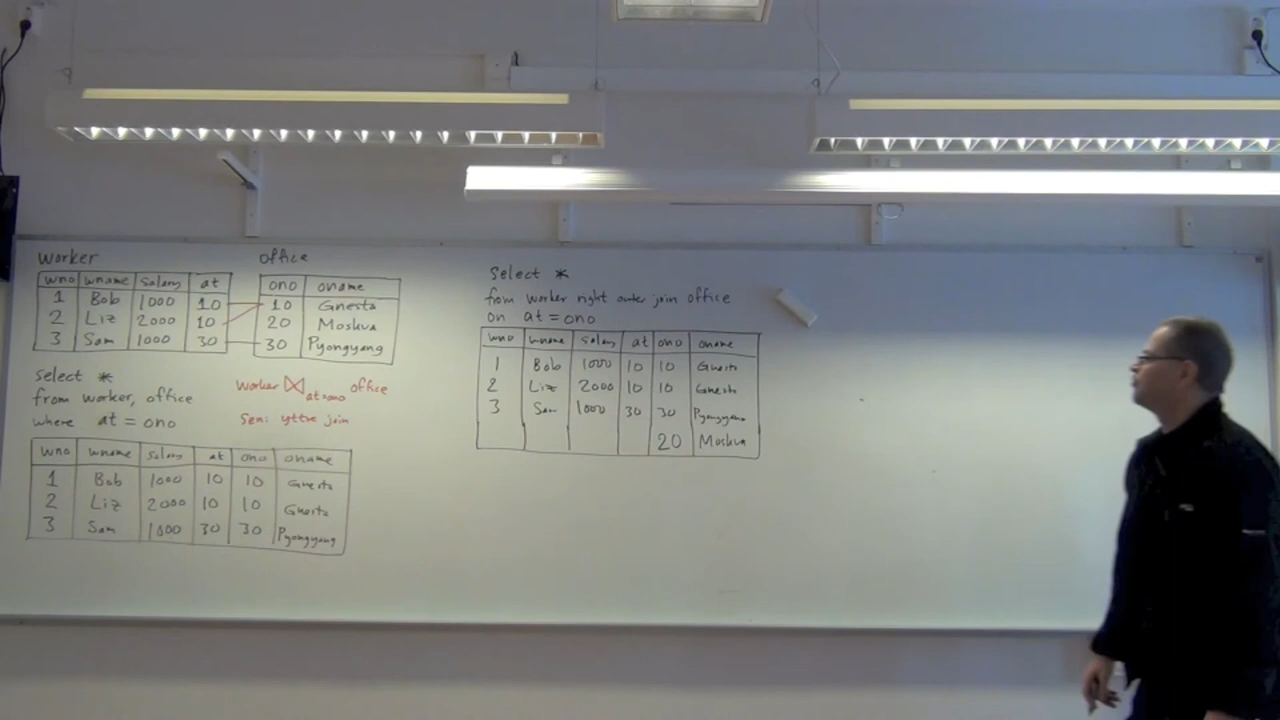 Worker
wno wname salary at
1 Bob 1000 10
2 Liz 2000 10
3 Sam 1000 30
office
ono oname
10 Gnesta
20 Moskva
30 Pyongyang
select *
from worker, office
where at = ono
worker ⋈ at=ono office
Sen: yttre join
wno wname salary at ono oname
1 Bob 1000 10 10 Gnesta
2 Liz 2000 10 10 Gnesta
3 Sam 1000 30 30 Pyongyang
select *
from worker right outer join office
on at = ono
wno wname salary at ono oname
1 Bob 1000 10 10 Gnesta
2 Liz 2000 10 10 Gnesta
3 Sam 1000 30 30 Pyongyang
20 Moskva